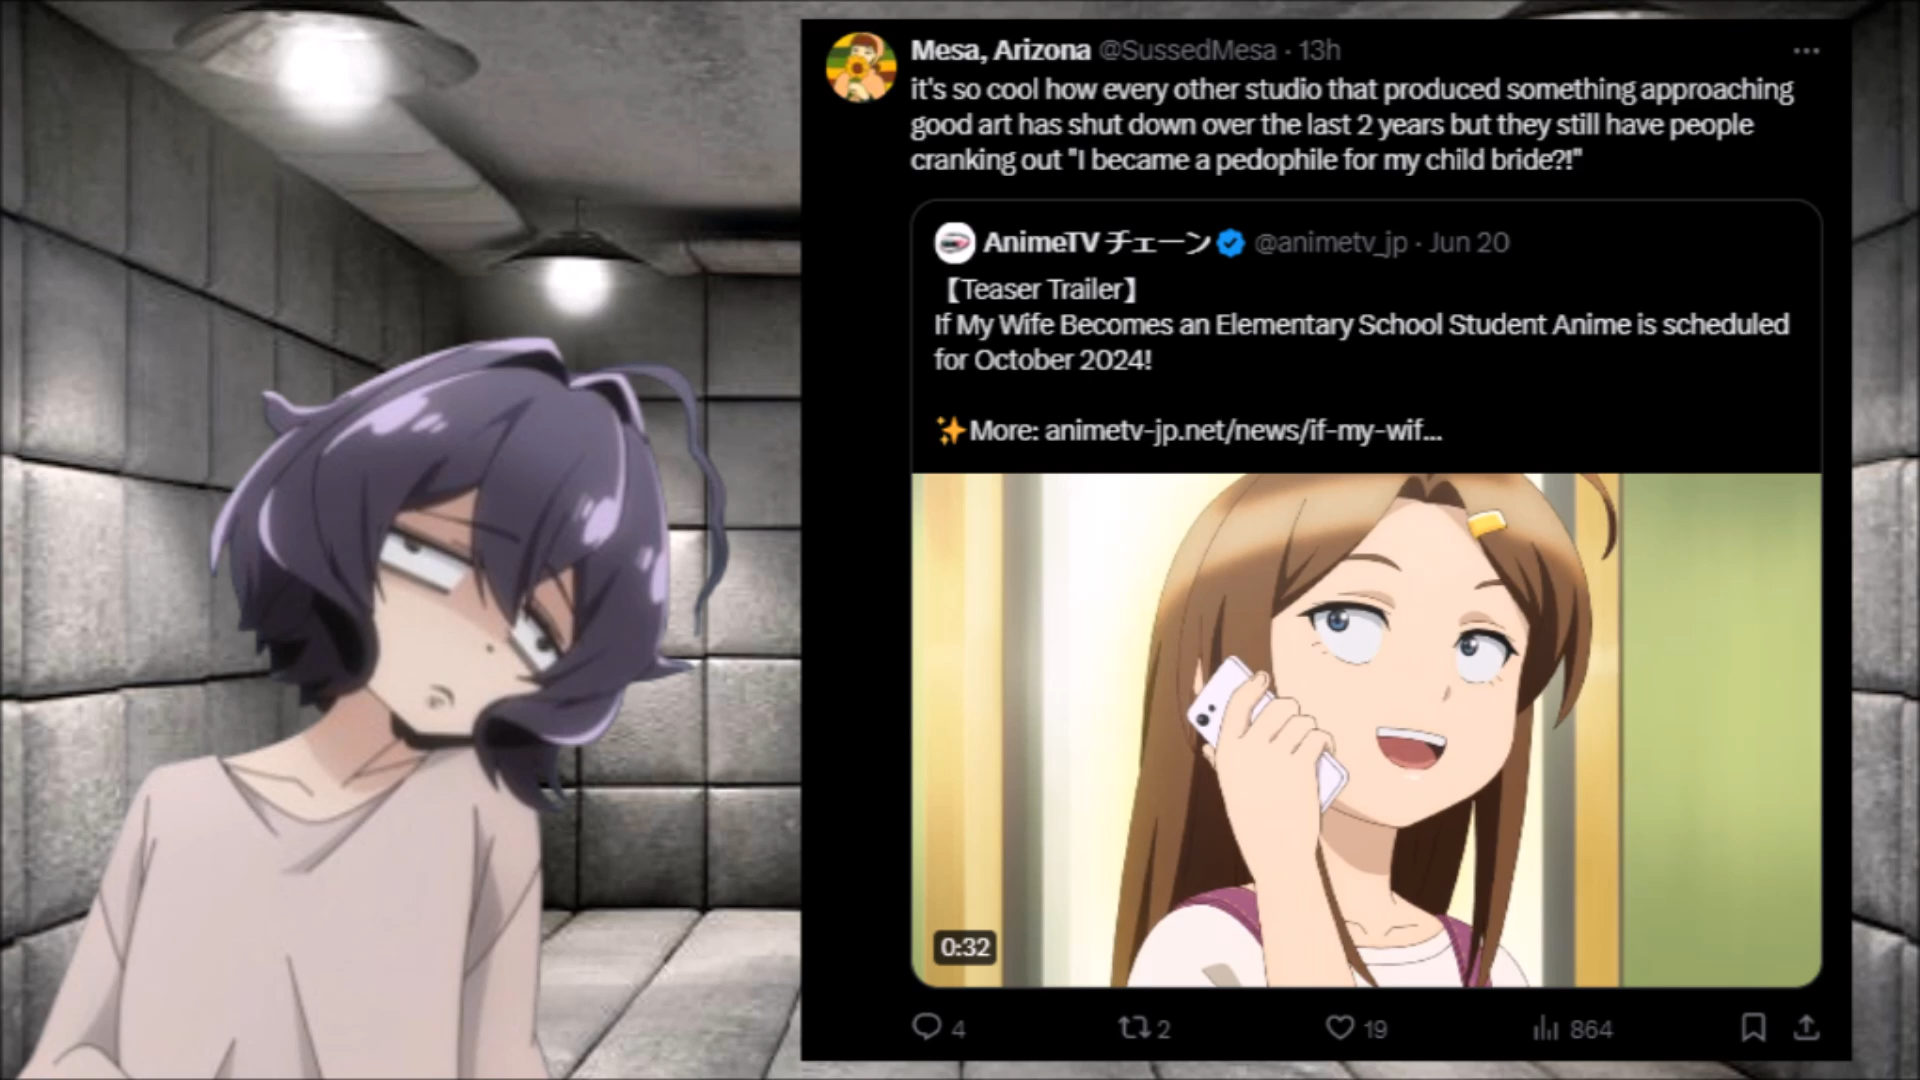 Mesa, Arizona @SussedMesa · 13h
it's so cool how every other studio that produced something approaching
good art has shut down over the last 2 years but they still have people
cranking out "I became a pedophile for my child bride?!"
AnimeTV チェーン @animetv_jp · Jun 20
【Teaser Trailer】
If My Wife Becomes an Elementary School Student Anime is scheduled
for October 2024!
✨More: animetv-jp.net/news/if-my-wif...
0:32
4 2 19 864